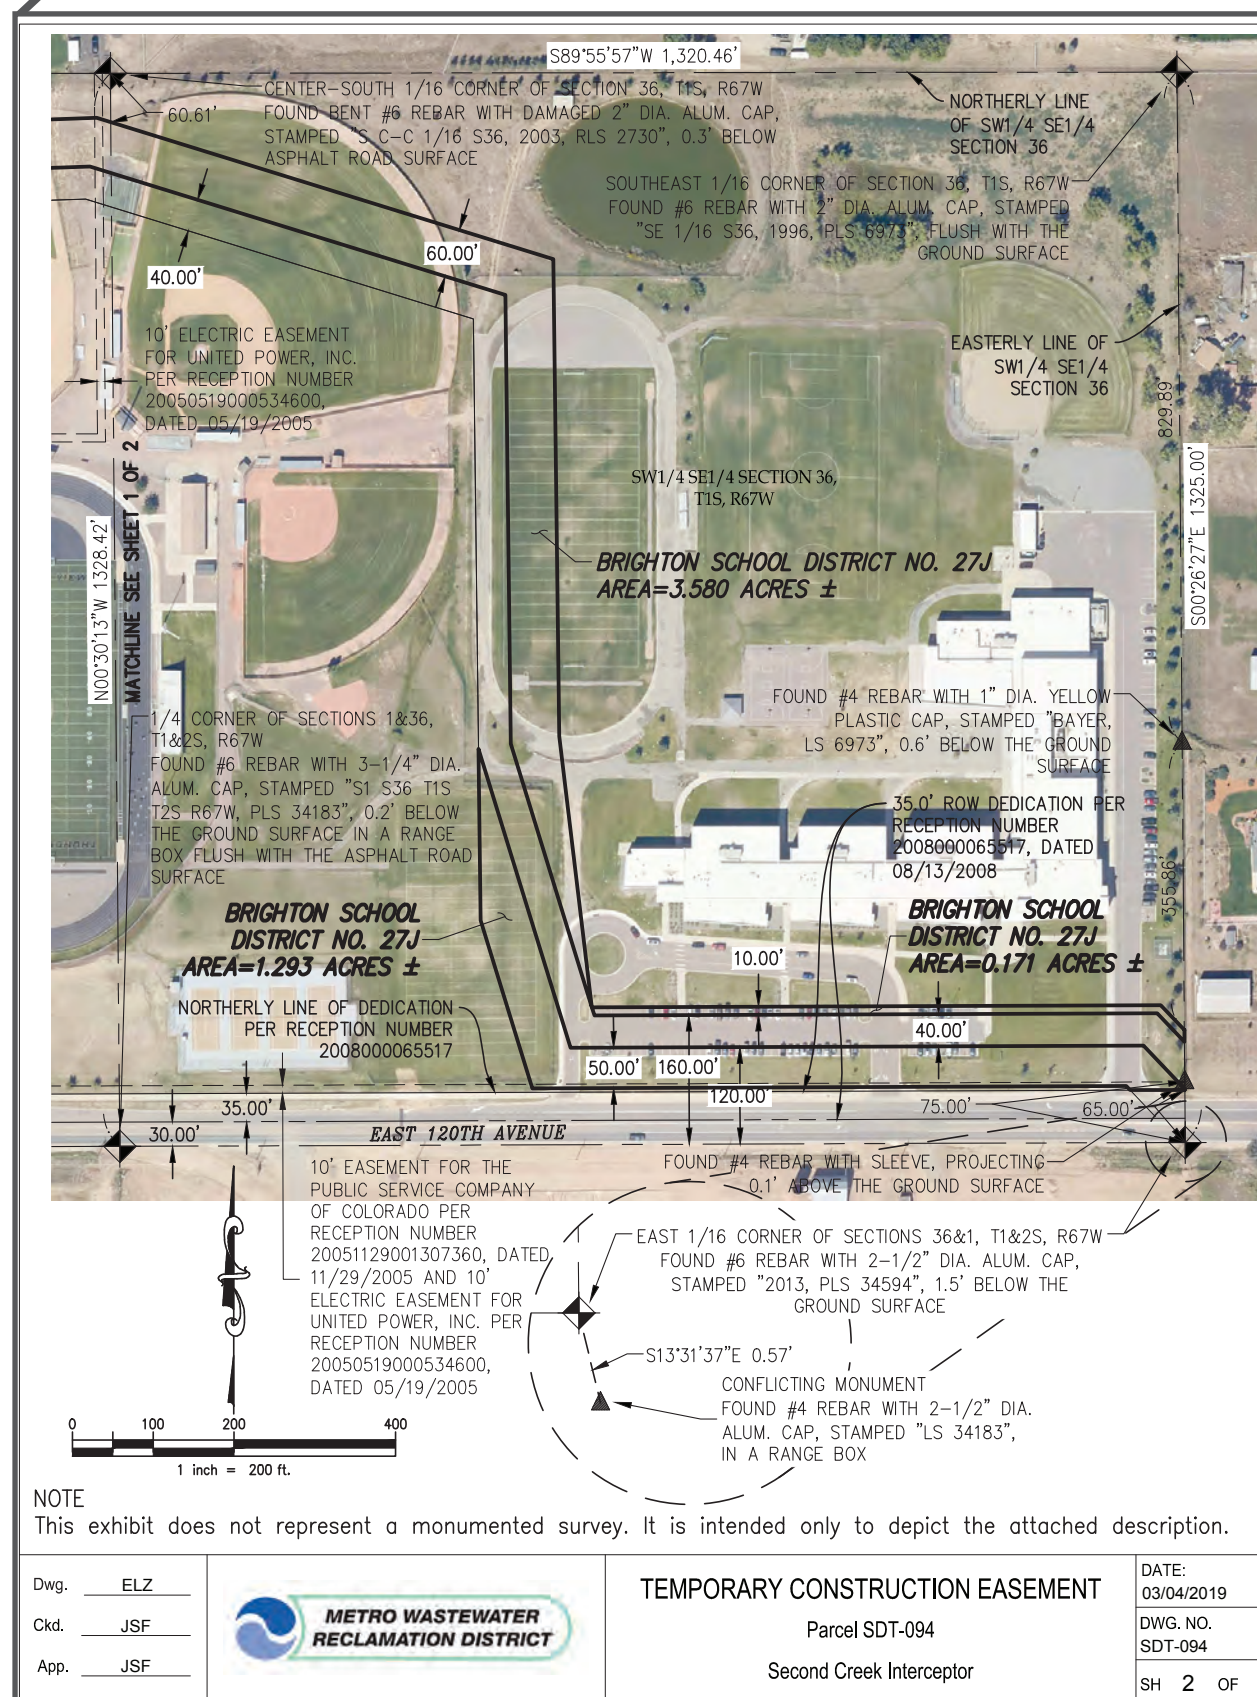 S89°55'57"W 1,320.46'
CENTER-SOUTH 1/16 CORNER OF SECTION 36, T1S, R67W
FOUND BENT #6 REBAR WITH DAMAGED 2" DIA. ALUM. CAP,
STAMPED "S C-C 1/16 S36, 2003, RLS 2730", 0.3' BELOW
ASPHALT ROAD SURFACE
60.61'
NORTHERLY LINE
OF SW1/4 SE1/4
SECTION 36
SOUTHEAST 1/16 CORNER OF SECTION 36, T1S, R67W
FOUND #6 REBAR WITH 2" DIA. ALUM. CAP, STAMPED
"SE 1/16 S36, 1996, PLS 6973", FLUSH WITH THE
GROUND SURFACE
60.00'
40.00'
10' ELECTRIC EASEMENT
FOR UNITED POWER, INC.
PER RECEPTION NUMBER
20050519000534600,
DATED 05/19/2005
EASTERLY LINE OF
SW1/4 SE1/4
SECTION 36
829.89'
S00°26'27"E 1325.00'
N00°30'13"W 1328.42'
MATCHLINE SEE SHEET 1 OF 2
SW1/4 SE1/4 SECTION 36,
T1S, R67W
BRIGHTON SCHOOL DISTRICT NO. 27J
AREA=3.580 ACRES ±
FOUND #4 REBAR WITH 1" DIA. YELLOW
PLASTIC CAP, STAMPED "BAYER,
LS 6973", 0.6' BELOW THE GROUND
SURFACE
1/4 CORNER OF SECTIONS 1&36,
T1&2S, R67W
FOUND #6 REBAR WITH 3-1/4" DIA.
ALUM. CAP, STAMPED "S1 S36 T1S
T2S R67W, PLS 34183", 0.2' BELOW
THE GROUND SURFACE IN A RANGE
BOX FLUSH WITH THE ASPHALT ROAD
SURFACE
35.0' ROW DEDICATION PER
RECEPTION NUMBER
2008000065517, DATED
08/13/2008
355.86'
BRIGHTON SCHOOL
DISTRICT NO. 27J
AREA=1.293 ACRES ±
BRIGHTON SCHOOL
DISTRICT NO. 27J
AREA=0.171 ACRES ±
10.00'
NORTHERLY LINE OF DEDICATION
PER RECEPTION NUMBER
2008000065517
40.00'
50.00'
160.00'
120.00'
35.00'
30.00'
75.00'
65.00'
EAST 120TH AVENUE
FOUND #4 REBAR WITH SLEEVE, PROJECTING
0.1' ABOVE THE GROUND SURFACE
10' EASEMENT FOR THE
PUBLIC SERVICE COMPANY
OF COLORADO PER
RECEPTION NUMBER
20051129001307360, DATED
11/29/2005 AND 10'
ELECTRIC EASEMENT FOR
UNITED POWER, INC. PER
RECEPTION NUMBER
20050519000534600,
DATED 05/19/2005
EAST 1/16 CORNER OF SECTIONS 36&1, T1&2S, R67W
FOUND #6 REBAR WITH 2-1/2" DIA. ALUM. CAP,
STAMPED "2013, PLS 34594", 1.5' BELOW THE
GROUND SURFACE
S13°31'37"E 0.57'
CONFLICTING MONUMENT
FOUND #4 REBAR WITH 2-1/2" DIA.
ALUM. CAP, STAMPED "LS 34183",
IN A RANGE BOX
0 100 200 400
1 inch = 200 ft.
NOTE
This exhibit does not represent a monumented survey. It is intended only to depict the attached description.
Dwg. ELZ
Ckd. JSF
App. JSF
METRO WASTEWATER
RECLAMATION DISTRICT
TEMPORARY CONSTRUCTION EASEMENT
Parcel SDT-094
Second Creek Interceptor
DATE:
03/04/2019
DWG. NO.
SDT-094
SH 2 OF